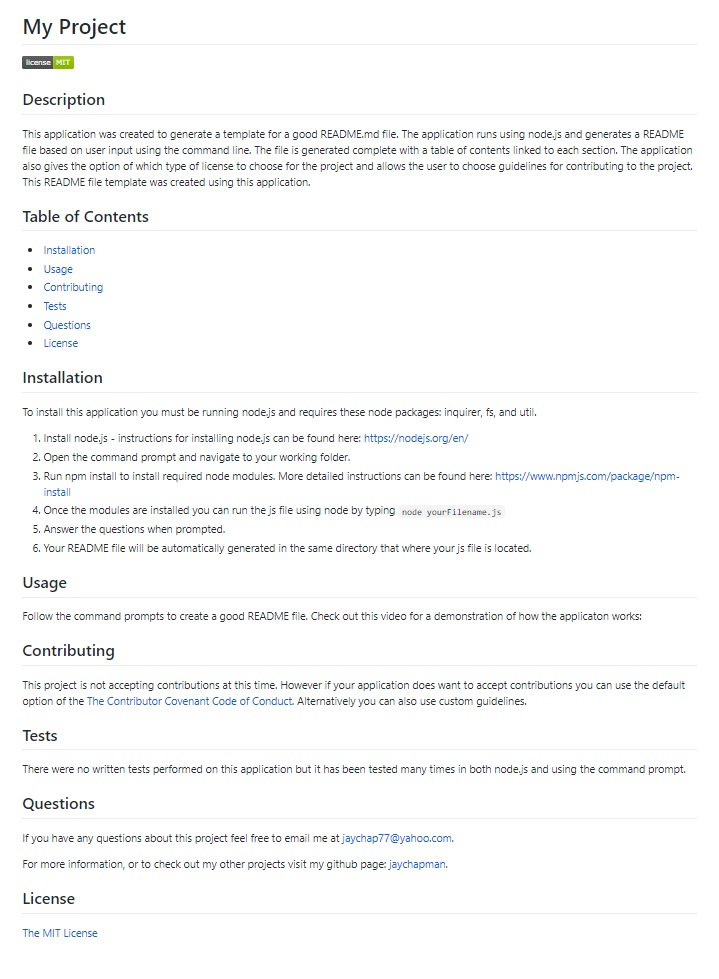 My Project
license MIT
Description
This application was created to generate a template for a good README.md file. The application runs using node.js and generates a README
file based on user input using the command line. The file is generated complete with a table of contents linked to each section. The application
also gives the option of which type of license to choose for the project and allows the user to choose guidelines for contributing to the project.
This README file template was created using this application.
Table of Contents
• Installation
• Usage
• Contributing
• Tests
• Questions
• License
Installation
To install this application you must be running node.js and requires these node packages: inquirer, fs, and util.
1. Install node.js - instructions for installing node.js can be found here: https://nodejs.org/en/
2. Open the command prompt and navigate to your working folder.
3. Run npm install to install required node modules. More detailed instructions can be found here: https://www.npmjs.com/package/npm-
install
4. Once the modules are installed you can run the js file using node by typing node yourFilename.js
5. Answer the questions when prompted.
6. Your README file will be automatically generated in the same directory that where your js file is located.
Usage
Follow the command prompts to create a good README file. Check out this video for a demonstration of how the applicaton works:
Contributing
This project is not accepting contributions at this time. However if your application does want to accept contributions you can use the default
option of the The Contributor Covenant Code of Conduct. Alternatively you can also use custom guidelines.
Tests
There were no written tests performed on this application but it has been tested many times in both node.js and using the command prompt.
Questions
If you have any questions about this project feel free to email me at jaychap77@yahoo.com.
For more information, or to check out my other projects visit my github page: jaychapman.
License
The MIT License